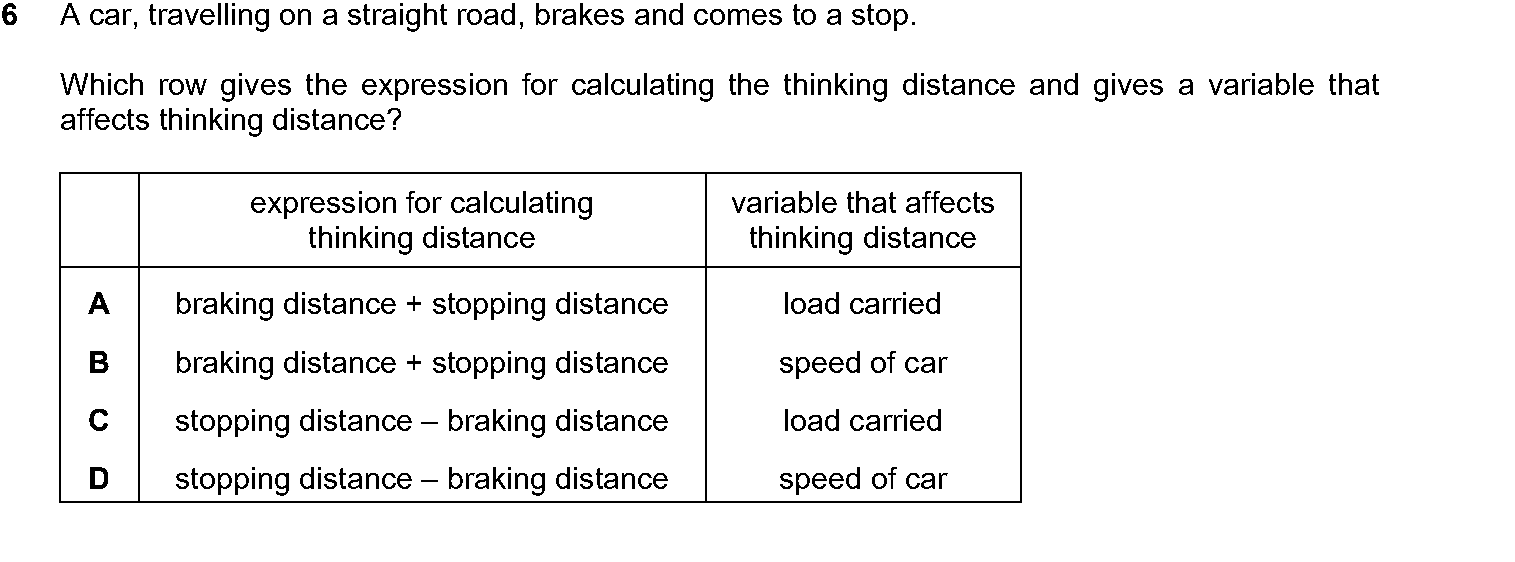 6 A car, travelling on a straight road, brakes and comes to a stop.
Which row gives the expression for calculating the thinking distance and gives a variable that
affects thinking distance?
expression for calculating thinking distance variable that affects thinking distance
A braking distance + stopping distance load carried
B braking distance + stopping distance speed of car
C stopping distance – braking distance load carried
D stopping distance – braking distance speed of car